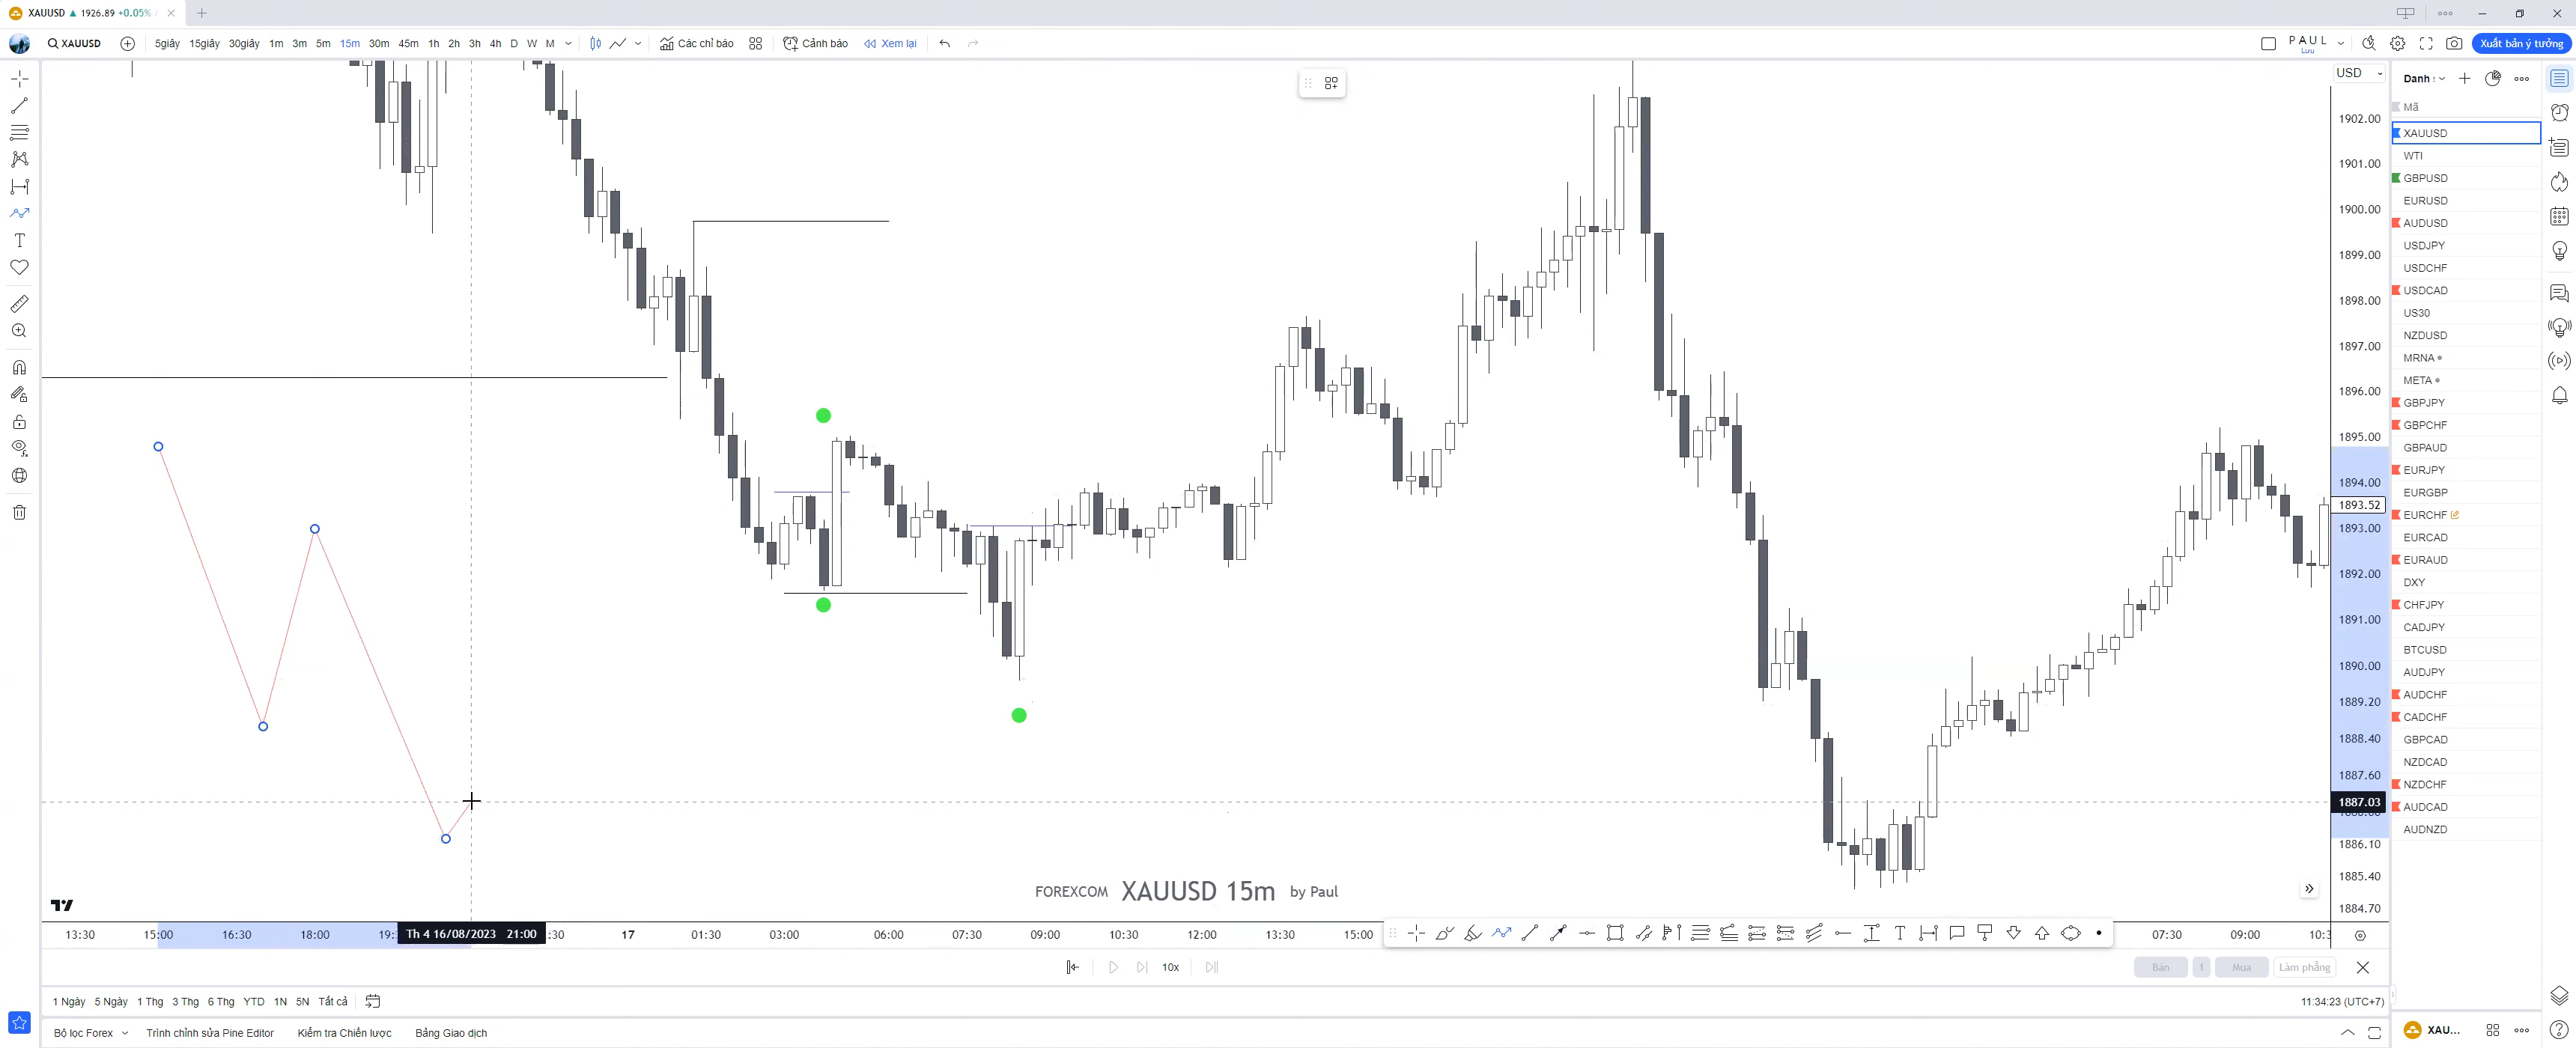 XAUUSD ▲ 1926.89 +0.05%
XAUUSD 5giây 15giây 30giây 1m 3m 5m 15m 30m 45m 1h 2h 3h 4h D W M Các chỉ báo Cảnh báo Xem lại PAUL Lưu Xuất bản ý tưởng
USD
1902.00
1901.00
1900.00
1899.00
1898.00
1897.00
1896.00
1895.00
1894.00
1893.52
1893.00
1892.00
1891.00
1890.00
1889.20
1888.40
1887.60
1887.03
1886.10
1885.40
1884.70
Danh
Mã
XAUUSD
WTI
GBPUSD
EURUSD
AUDUSD
USDJPY
USDCHF
USDCAD
US30
NZDUSD
MRNA
META
GBPJPY
GBPCHF
GBPAUD
EURJPY
EURGBP
EURCHF
EURCAD
EURAUD
DXY
CHFJPY
CADJPY
BTCUSD
AUDJPY
AUDCHF
CADCHF
GBPCAD
NZDCAD
NZDCHF
AUDCAD
AUDNZD
XAU...
FOREXCOM XAUUSD 15m by Paul
13:30 15:00 16:30 18:00 19: Th 4 16/08/2023 21:00 :30 17 01:30 03:00 06:00 07:30 09:00 10:30 12:00 13:30 15:00 07:30 09:00 10:3
10x Bán 1 Mua Làm phẳng
1 Ngày 5 Ngày 1 Thg 3 Thg 6 Thg YTD 1N 5N Tất cả 11:34:23 (UTC+7)
Bộ lọc Forex Trình chỉnh sửa Pine Editor Kiểm tra Chiến lược Bảng Giao dịch